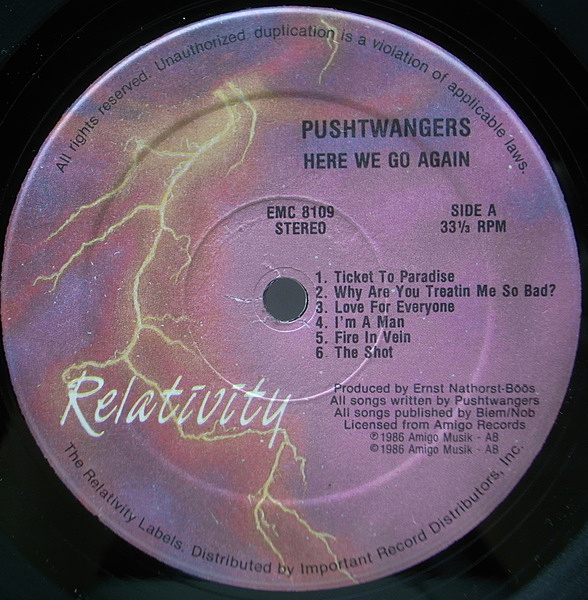 All rights reserved. Unauthorized duplication is a violation of applicable laws.
PUSHTWANGERS
HERE WE GO AGAIN
EMC 8109
STEREO
SIDE A
33⅓ RPM
1. Ticket To Paradise
2. Why Are You Treatin Me So Bad?
3. Love For Everyone
4. I'm A Man
5. Fire In Vein
6. The Shot
Relativity
Produced by Ernst Nathorst-Böös
All songs written by Pushtwangers
All songs published by Biem/Nob
Licensed from Amigo Records
℗1986 Amigo Musik - AB
©1986 Amigo Musik - AB
The Relativity Labels. Distributed by Important Record Distributors, Inc.